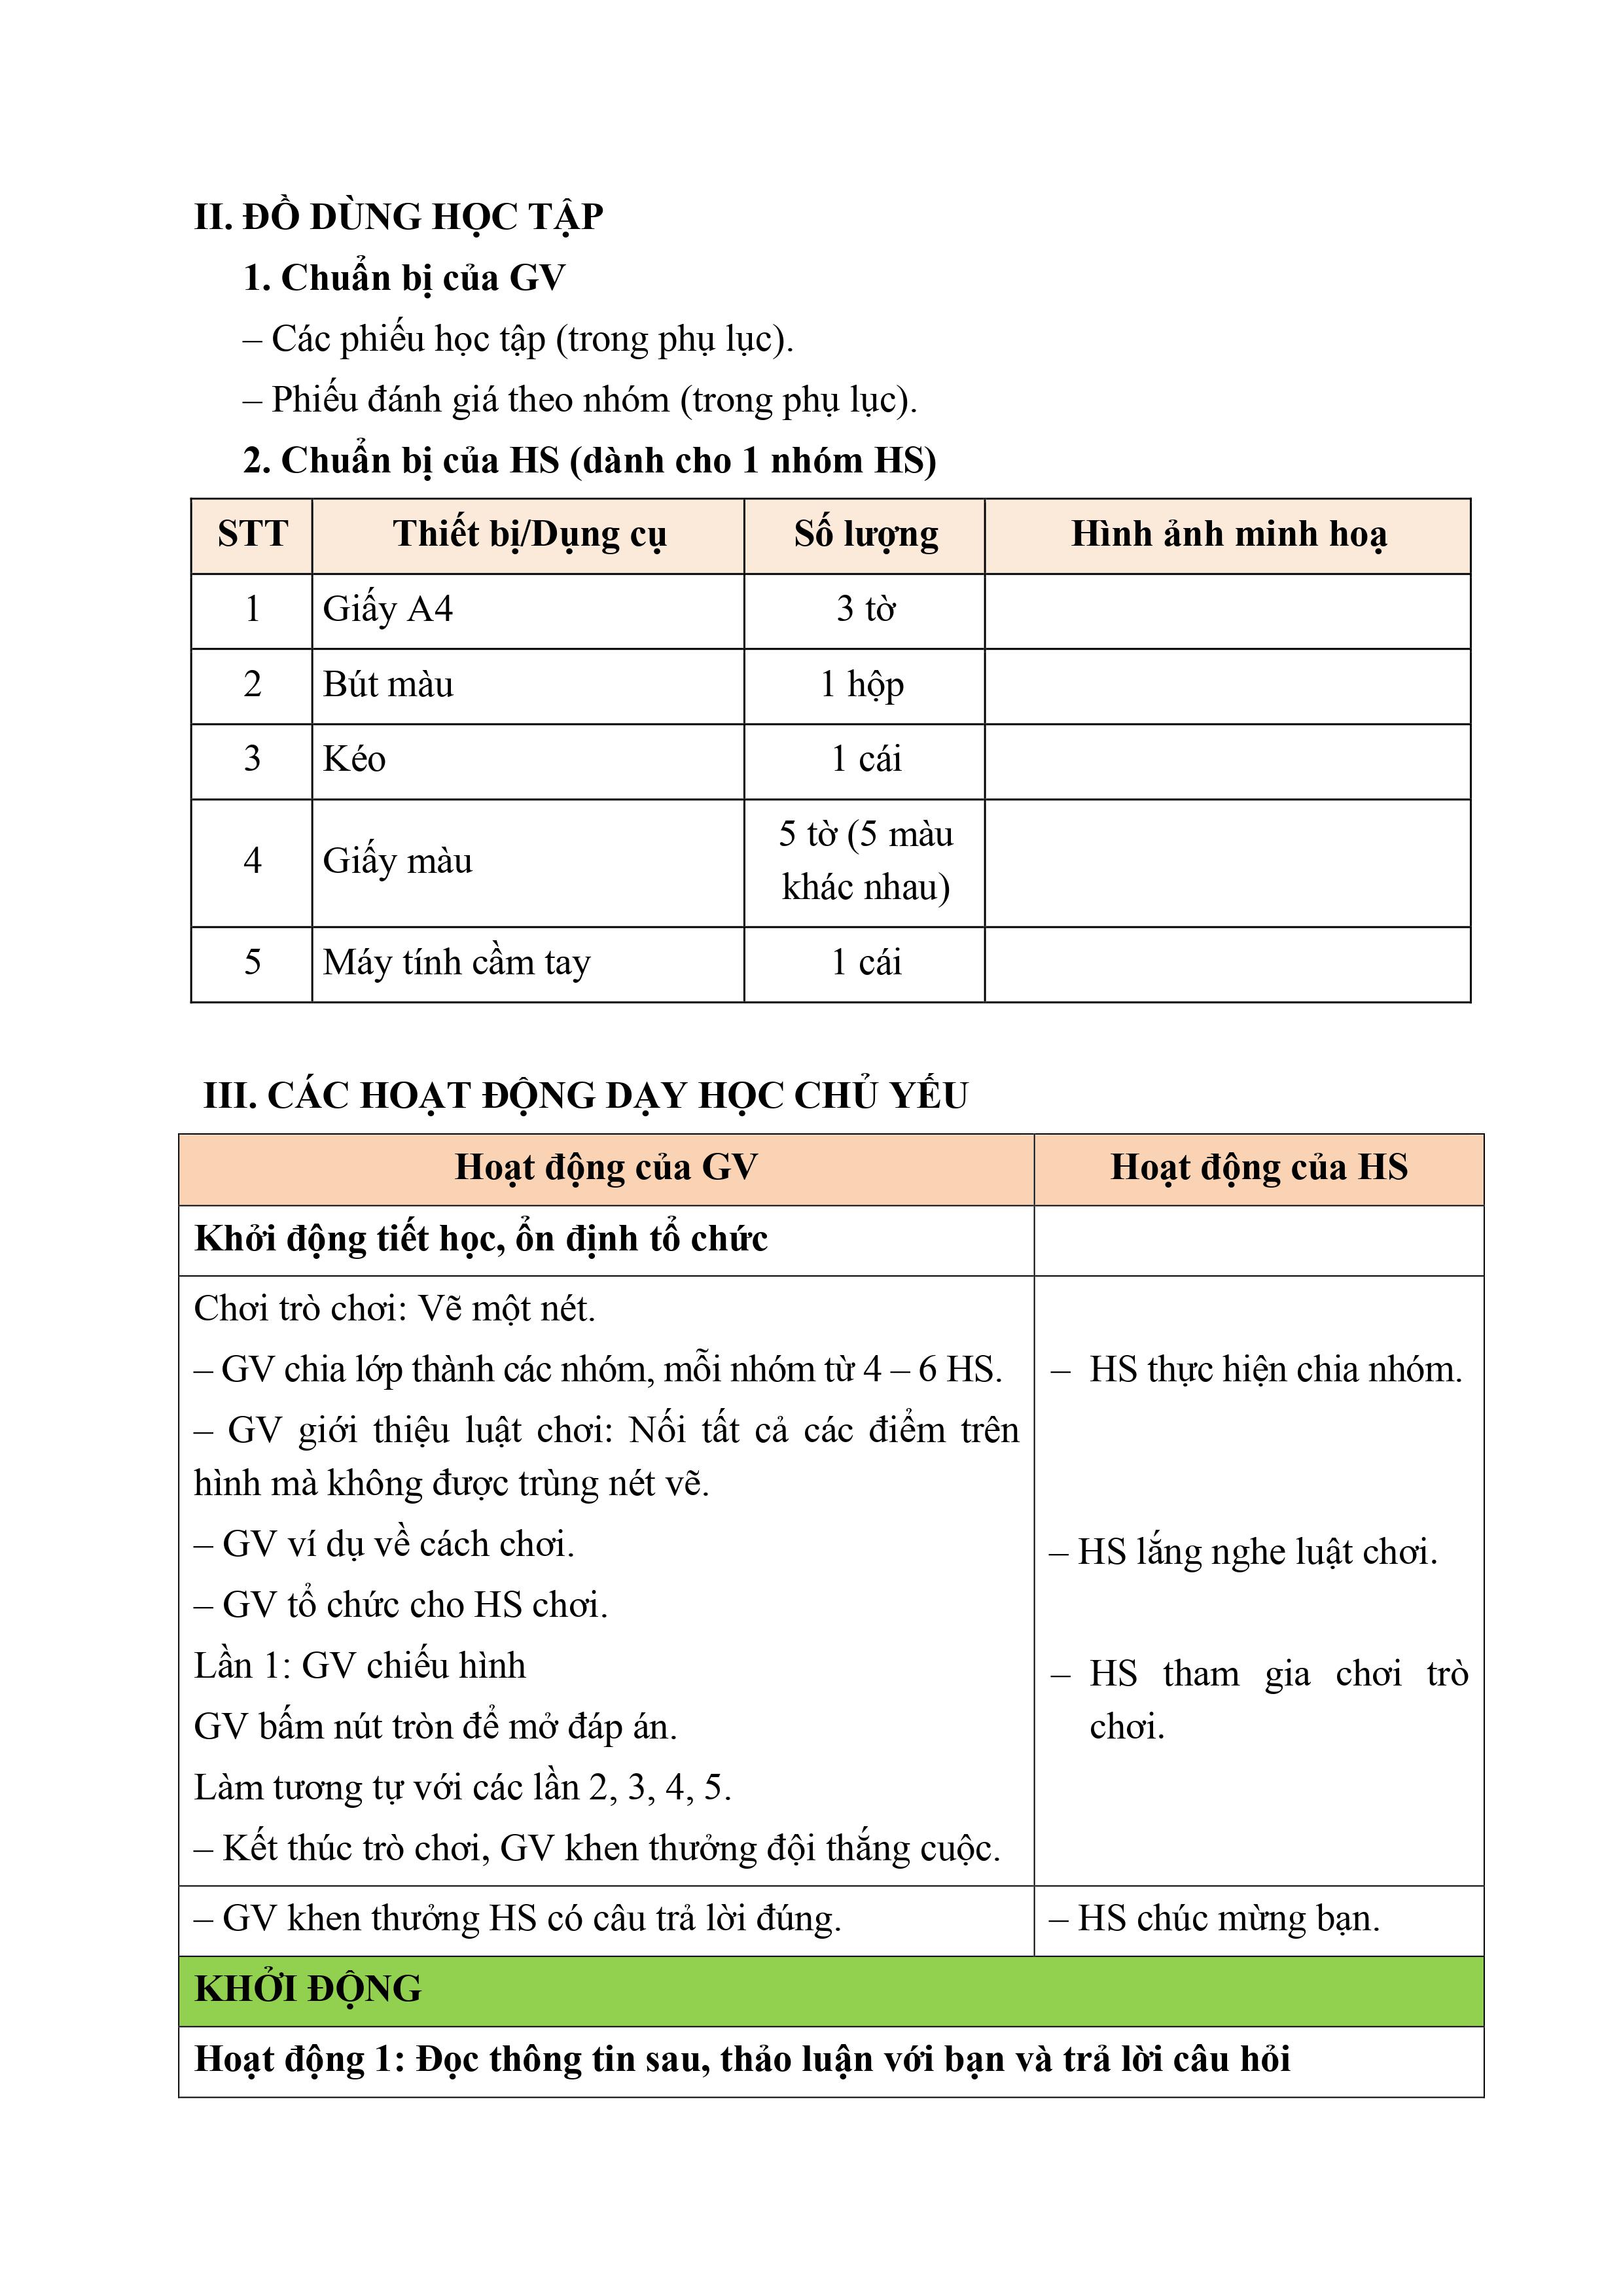 II. ĐỒ DÙNG HỌC TẬP
1. Chuẩn bị của GV
– Các phiếu học tập (trong phụ lục).
– Phiếu đánh giá theo nhóm (trong phụ lục).
2. Chuẩn bị của HS (dành cho 1 nhóm HS)
STT Thiết bị/Dụng cụ Số lượng Hình ảnh minh hoạ
1 Giấy A4 3 tờ
2 Bút màu 1 hộp
3 Kéo 1 cái
4 Giấy màu 5 tờ (5 màu
khác nhau)
5 Máy tính cầm tay 1 cái
III. CÁC HOẠT ĐỘNG DẠY HỌC CHỦ YẾU
Hoạt động của GV Hoạt động của HS
Khởi động tiết học, ổn định tổ chức
Chơi trò chơi: Vẽ một nét.
– GV chia lớp thành các nhóm, mỗi nhóm từ 4 – 6 HS.
– GV giới thiệu luật chơi: Nối tất cả các điểm trên
hình mà không được trùng nét vẽ.
– GV ví dụ về cách chơi.
– GV tổ chức cho HS chơi.
Lần 1: GV chiếu hình
GV bấm nút tròn để mở đáp án.
Làm tương tự với các lần 2, 3, 4, 5.
– Kết thúc trò chơi, GV khen thưởng đội thắng cuộc.
– HS thực hiện chia nhóm.
– HS lắng nghe luật chơi.
– HS tham gia chơi trò
chơi.
– GV khen thưởng HS có câu trả lời đúng. – HS chúc mừng bạn.
KHỞI ĐỘNG
Hoạt động 1: Đọc thông tin sau, thảo luận với bạn và trả lời câu hỏi